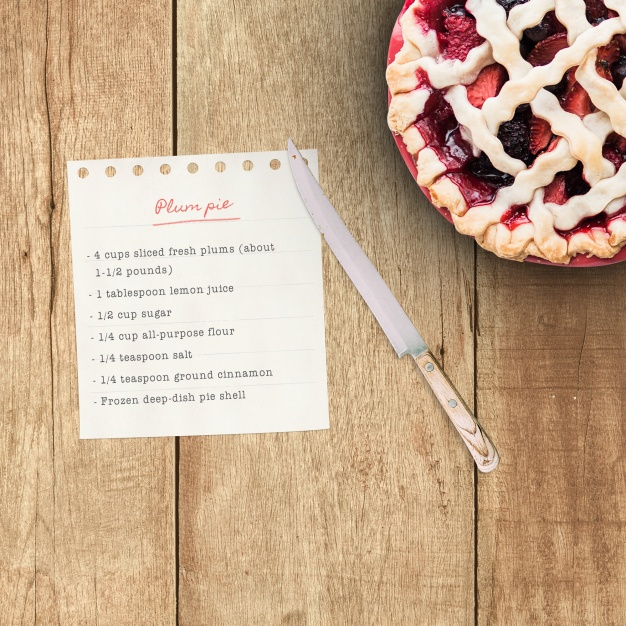 Plum pie
- 4 cups sliced fresh plums (about
1-1/2 pounds)
- 1 tablespoon lemon juice
- 1/2 cup sugar
- 1/4 cup all-purpose flour
- 1/4 teaspoon salt
- 1/4 teaspoon ground cinnamon
- Frozen deep-dish pie shell